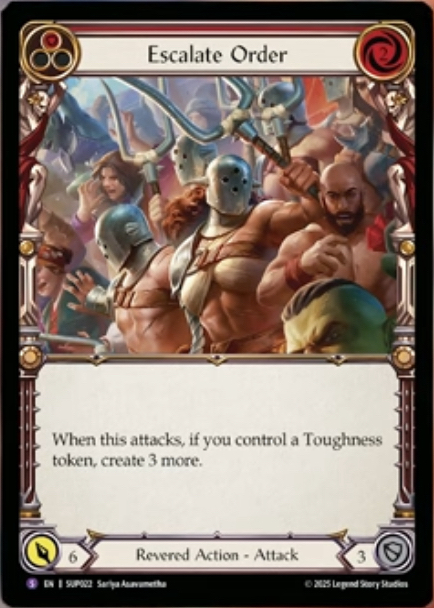 Escalate Order
2
When this attacks, if you control a Toughness
token, create 3 more.
6
Revered Action - Attack
3
S EN SUP022 Sariya Asavametha
© 2025 Legend Story Studios